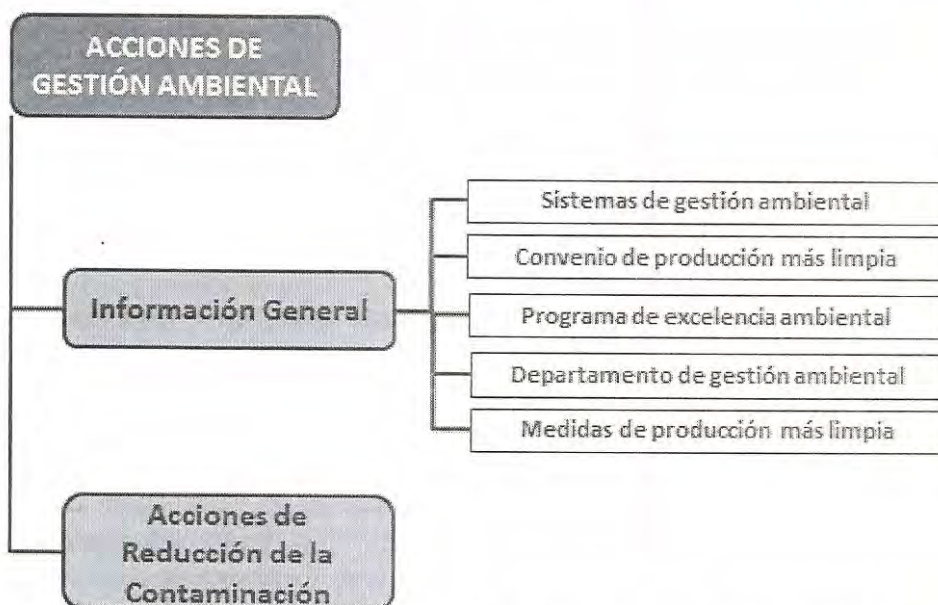 ACCIONES DE
GESTIÓN AMBIENTAL
Sistemas de gestión ambiental
Convenio de producción más limpia
Información General
Programa de excelencia ambiental
Departamento de gestión ambiental
Medidas de producción más limpia
Acciones de
Reducción de la
Contaminación